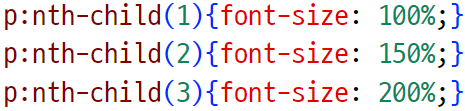 p:nth-child(1){font-size: 100%;}
p:nth-child(2){font-size: 150%;}
p:nth-child(3){font-size: 200%;}